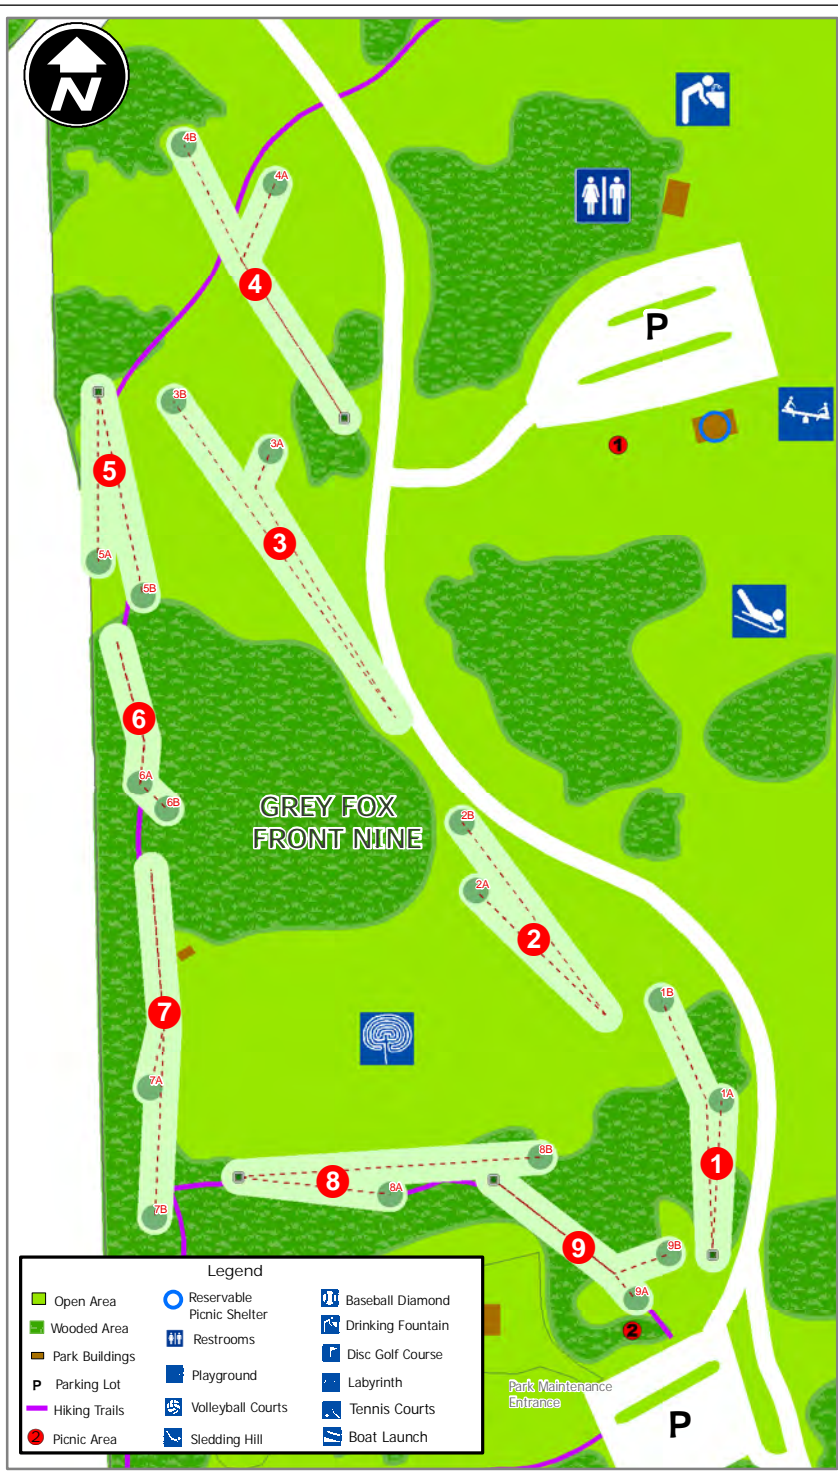 N
4B
4A
4
P
3B
3A
1
5
3
5A
5B
6
6A
6B
GREY FOX
FRONT NINE
2B
2A
2
1B
7
7A
1A
8B
1
8
8A
7B
9
9B
9A
2
Park Maintenance
Entrance
P
Legend
Open Area
Wooded Area
Park Buildings
P Parking Lot
Hiking Trails
2 Picnic Area
Reservable
Picnic Shelter
Restrooms
Playground
Volleyball Courts
Sledding Hill
Baseball Diamond
Drinking Fountain
Disc Golf Course
Labyrinth
Tennis Courts
Boat Launch